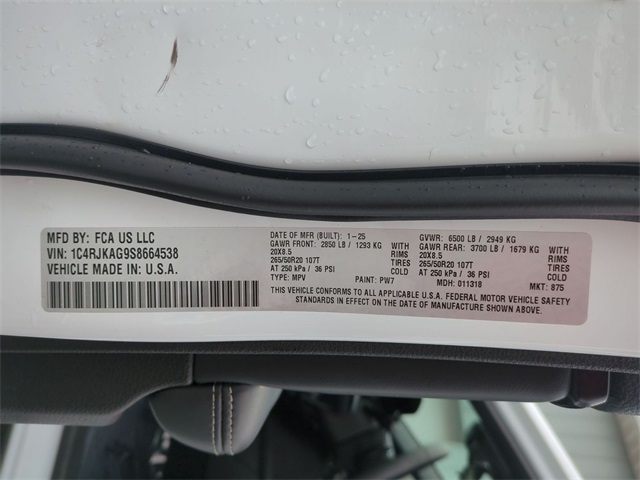 MFD BY: FCA US LLC
VIN: 1C4RJKAG9S8664538
VEHICLE MADE IN: U.S.A.
DATE OF MFR (BUILT): 1-25
GAWR FRONT: 2850 LB / 1293 KG
20X8.5 RIMS
265/50R20 107T TIRES
AT 250 kPa / 36 PSI COLD
TYPE: MPV PAINT: PW7
GVWR: 6500 LB / 2949 KG
GAWR REAR: 3700 LB / 1679 KG
20X8.5 RIMS
265/50R20 107T TIRES
AT 250 kPa / 36 PSI COLD
MDH: 011318 MKT: 875
THIS VEHICLE CONFORMS TO ALL APPLICABLE U.S.A. FEDERAL MOTOR VEHICLE SAFETY
STANDARDS IN EFFECT ON THE DATE OF MANUFACTURE SHOWN ABOVE.